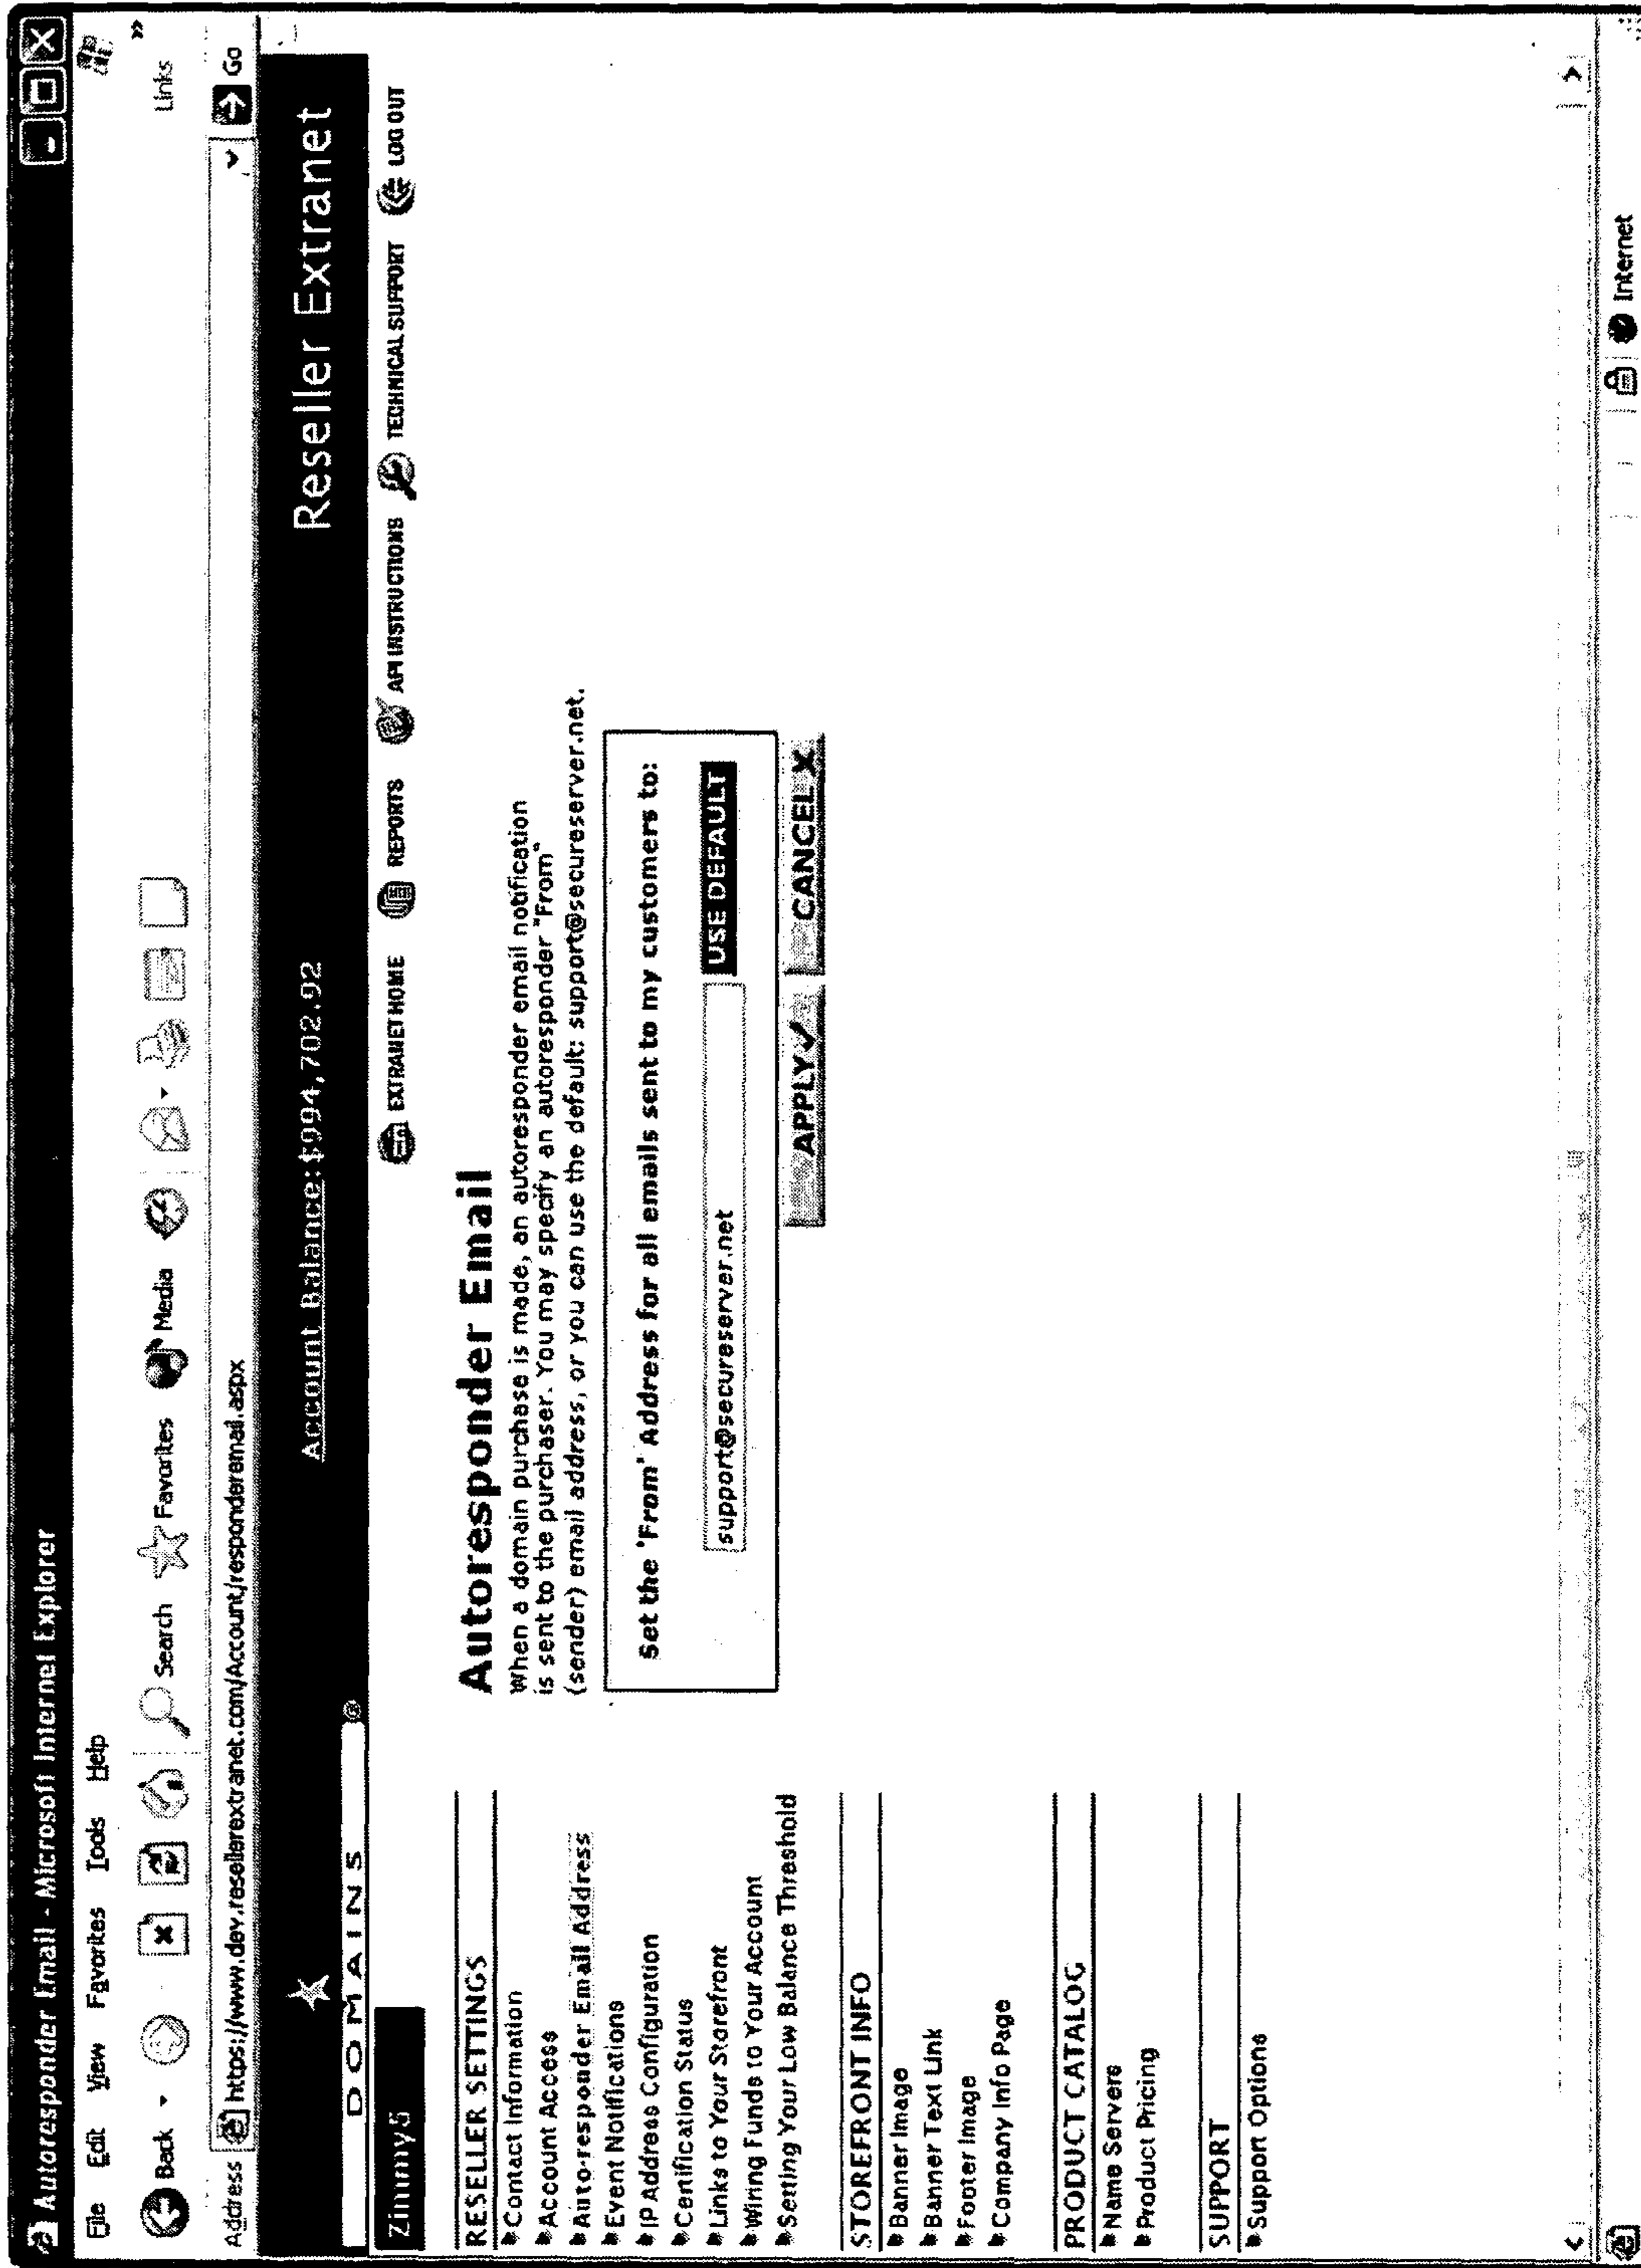 Autoresponder Email - Microsoft Internet Explorer
File Edit View Favorites Tools Help
Back Search Favorites Media Links »
Address https://www.dev.resellerextranet.com/Account/responderemail.aspx Go
Account Balance:$994,702.92 Reseller Extranet
DOMAINS
Zimmy5 EXTRANET HOME REPORTS API INSTRUCTIONS TECHNICAL SUPPORT LOG OUT
RESELLER SETTINGS
Contact Information
Account Access
Auto-responder Email Address
Event Notifications
IP Address Configuration
Certification Status
Links to Your Storefront
Wiring Funds to Your Account
Setting Your Low Balance Threshold
STOREFRONT INFO
Banner Image
Banner Text Link
Footer Image
Company Info Page
PRODUCT CATALOG
Name Servers
Product Pricing
SUPPORT
Support Options
Autoresponder Email
When a domain purchase is made, an autoresponder email notification
is sent to the purchaser. You may specify an autoresponder "From"
(sender) email address, or you can use the default: support@secureserver.net.
Set the 'From' Address for all emails sent to my customers to:
support@secureserver.net USE DEFAULT
APPLY CANCEL X
Internet